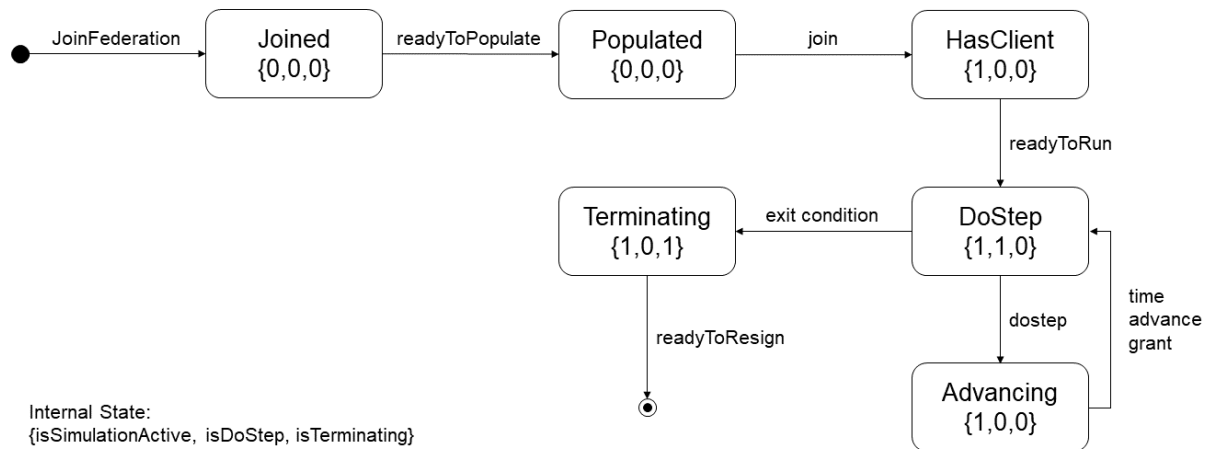 JoinFederation
Joined
{0,0,0}
readyToPopulate
Populated
{0,0,0}
join
HasClient
{1,0,0}
readyToRun
Terminating
{1,0,1}
exit condition
DoStep
{1,1,0}
time
advance
grant
dostep
readyToResign
Advancing
{1,0,0}
Internal State:
{isSimulationActive, isDoStep, isTerminating}